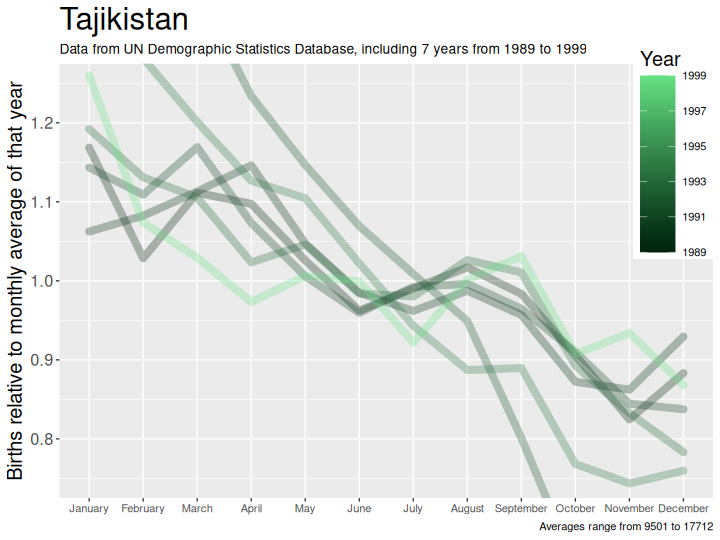 Tajikistan
Data from UN Demographic Statistics Database, including 7 years from 1989 to 1999
Year
1999
1997
1995
1993
1991
1989
Births relative to monthly average of that year
1.2
1.1
1.0
0.9
0.8
January February March April May June July August September October November December
Averages range from 9501 to 17712